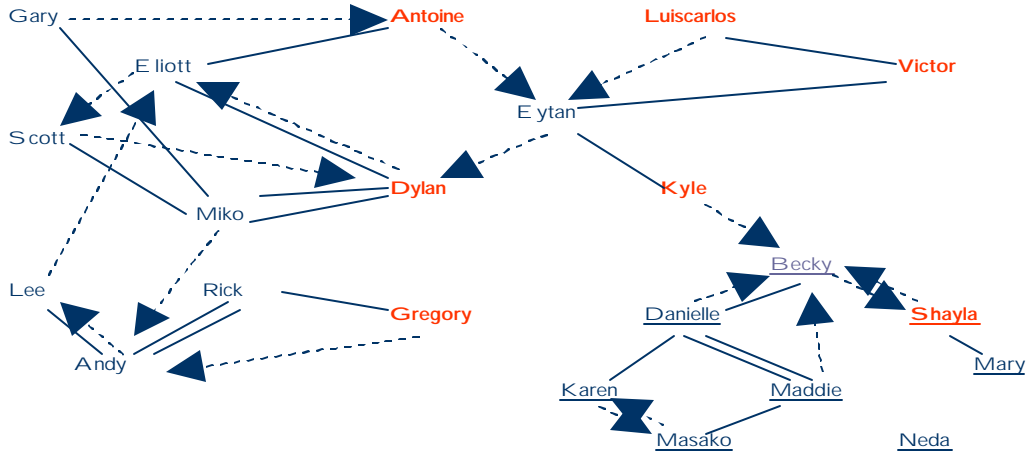 Gary Antoine Luiscarlos
Eliott Victor
Eytan
Scott
Dylan Kyle
Miko
Becky
Lee Rick
Gregory Danielle Shayla
Andy Mary
Karen Maddie
Masako Neda